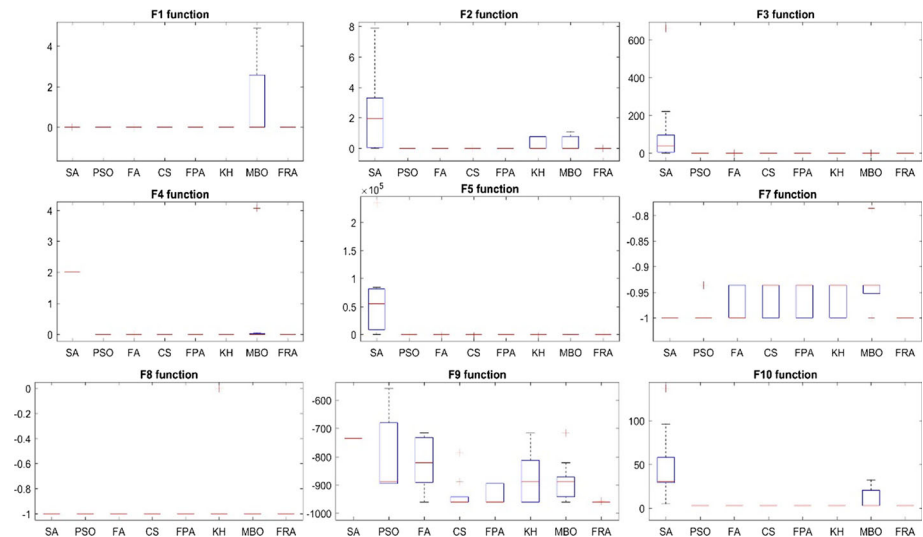 F1 function
4
2
0
SA PSO FA CS FPA KH MBO FRA
F2 function
8
6
4
2
0
SA PSO FA CS FPA KH MBO FRA
F3 function
600
400
200
0
SA PSO FA CS FPA KH MBO FRA
F4 function
4
3
2
1
0
SA PSO FA CS FPA KH MBO FRA
F5 function
×10⁵
2
1.5
1
0.5
0
SA PSO FA CS FPA KH MBO FRA
F7 function
-0.8
-0.85
-0.9
-0.95
-1
SA PSO FA CS FPA KH MBO FRA
F8 function
0
-0.2
-0.4
-0.6
-0.8
-1
SA PSO FA CS FPA KH MBO FRA
F9 function
-600
-700
-800
-900
-1000
SA PSO FA CS FPA KH MBO FRA
F10 function
100
50
0
SA PSO FA CS FPA KH MBO FRA